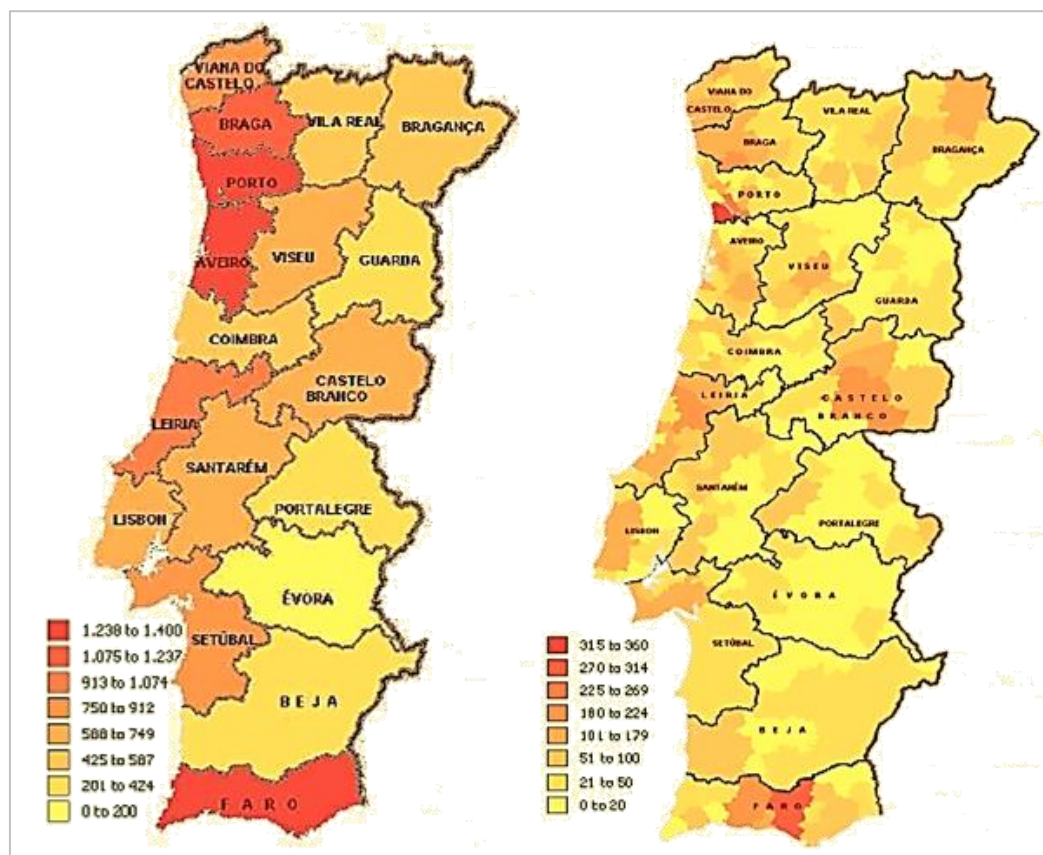 VIANA DO
CASTELO
BRAGA
VILA REAL
BRAGANÇA
PORTO
AVEIRO
VISEU
GUARDA
COIMBRA
CASTELO
BRANCO
LEIRIA
SANTARÉM
LISBON
PORTALEGRE
ÉVORA
SETÚBAL
BEJA
FARO
1.238 to 1.400
1.075 to 1.237
913 to 1.074
750 to 912
588 to 749
425 to 587
201 to 424
0 to 200
VIANA DO
CASTELO
VILA REAL
BRAGA
BRAGANÇA
PORTO
AVEIRO
VISEU
GUARDA
COIMBRA
LEIRIA
CASTELO
BRANCO
SANTARÉM
PORTALEGRE
LISBON
ÉVORA
SETÚBAL
BEJA
FARO
315 to 360
270 to 314
225 to 269
180 to 224
101 to 179
51 to 100
21 to 50
0 to 20